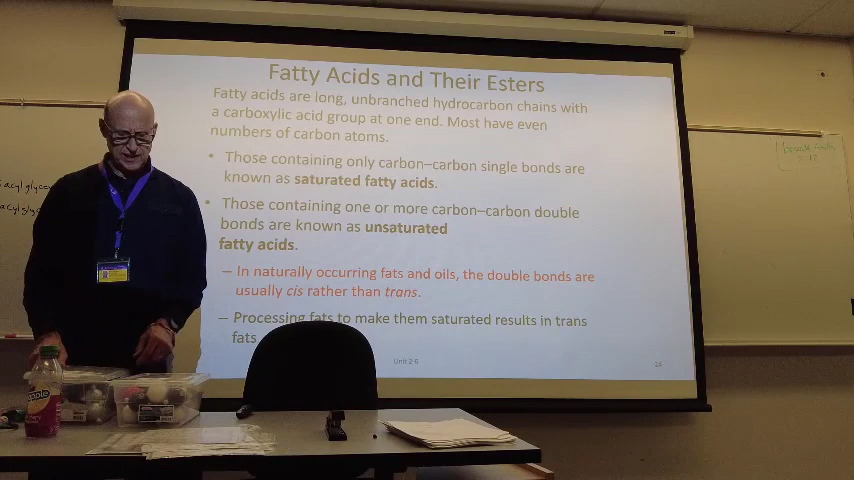 Fatty Acids and Their Esters
Fatty acids are long, unbranched hydrocarbon chains with
a carboxylic acid group at one end. Most have even
numbers of carbon atoms.
• Those containing only carbon–carbon single bonds are
known as saturated fatty acids.
• Those containing one or more carbon–carbon double
bonds are known as unsaturated
fatty acids.
– In naturally occurring fats and oils, the double bonds are
usually cis rather than trans.
– Processing fats to make them saturated results in trans
fats
Unit 2-6
apple